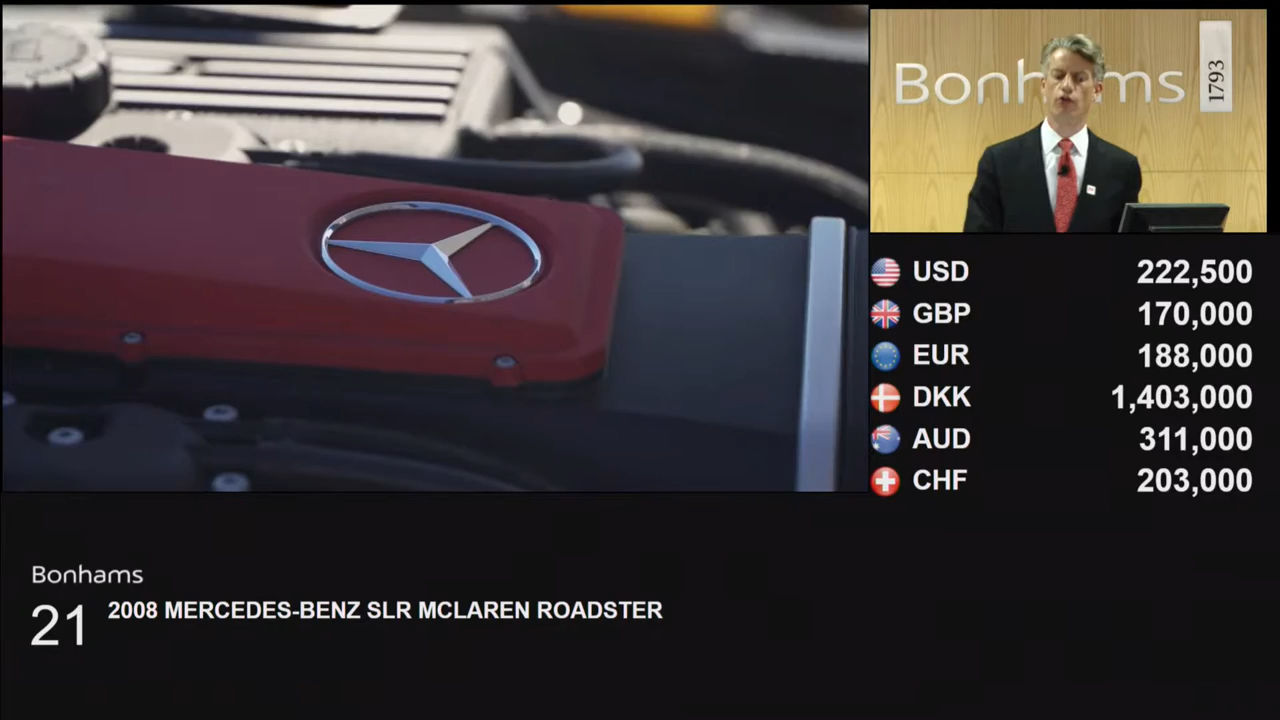 Bonhams
1793
USD 222,500
GBP 170,000
EUR 188,000
DKK 1,403,000
AUD 311,000
CHF 203,000
Bonhams
21 2008 MERCEDES-BENZ SLR MCLAREN ROADSTER